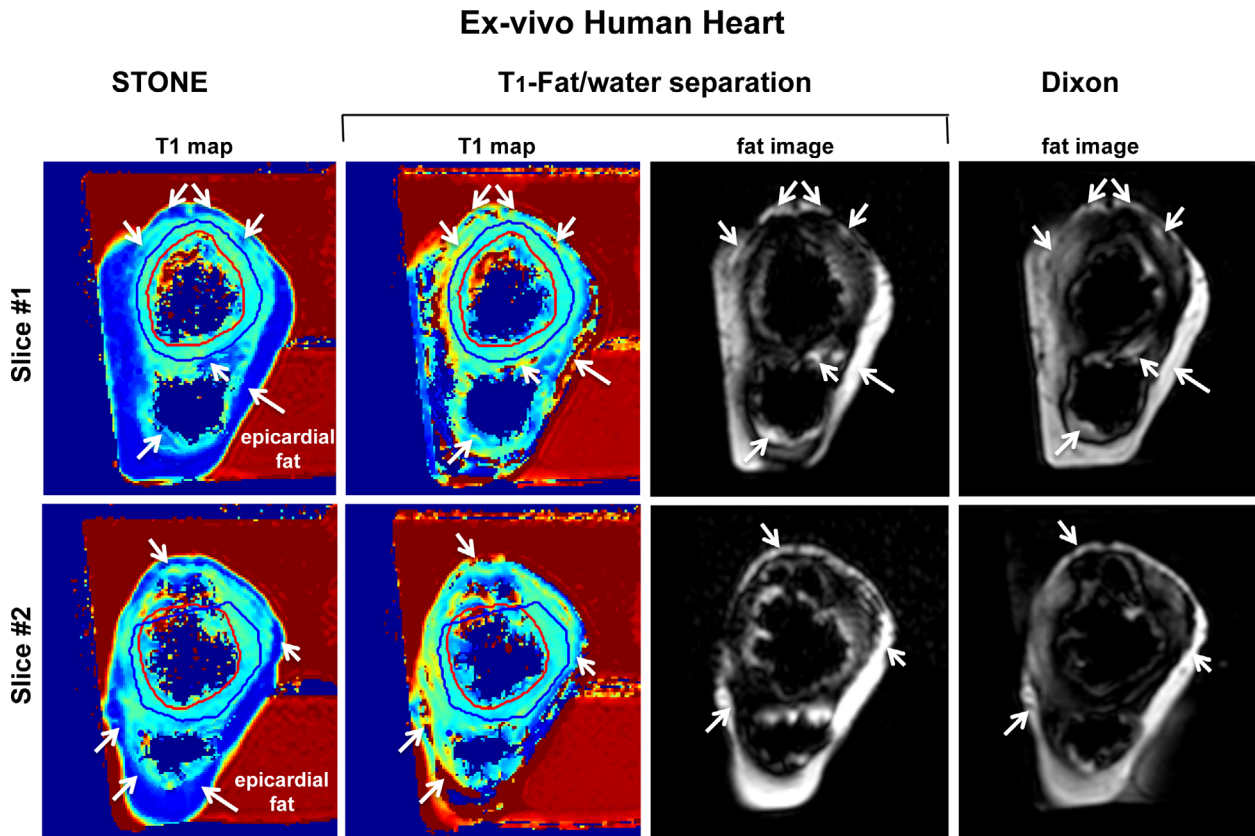 Ex-vivo Human Heart
STONE
T1-Fat/water separation
Dixon
T1 map
T1 map
fat image
fat image
Slice #1
epicardial
fat
Slice #2
epicardial
fat